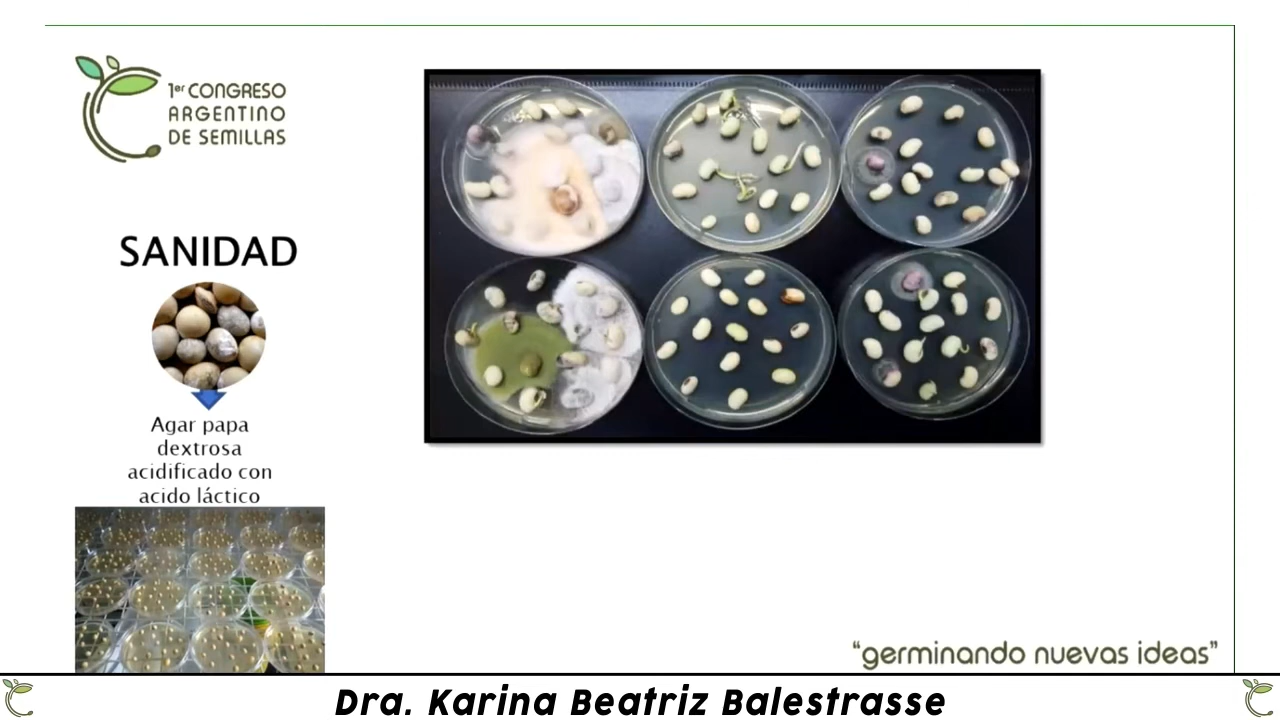 1er CONGRESO
ARGENTINO
DE SEMILLAS
SANIDAD
Agar papa
dextrosa
acidificado con
acido láctico
“germinando nuevas ideas”
Dra. Karina Beatriz Balestrasse